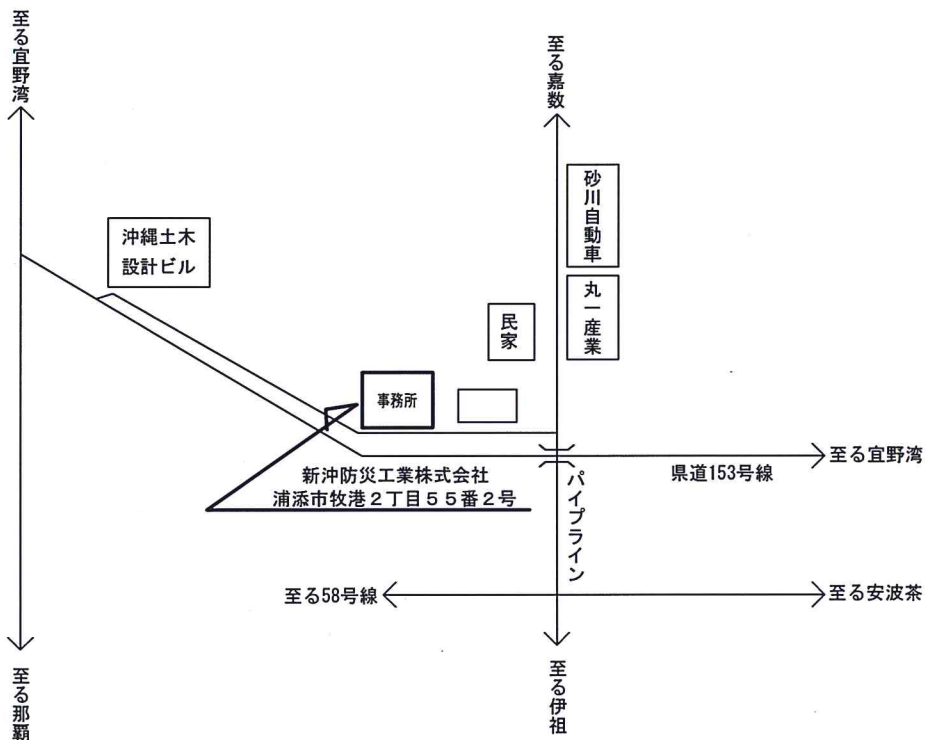 至る宜野湾
至る嘉数
砂川自動車
沖縄土木
設計ビル
丸一産業
民家
事務所
至る宜野湾
県道153号線
新沖防災工業株式会社
浦添市牧港2丁目55番2号
パイプライン
至る58号線
至る安波茶
至る那覇
至る伊祖